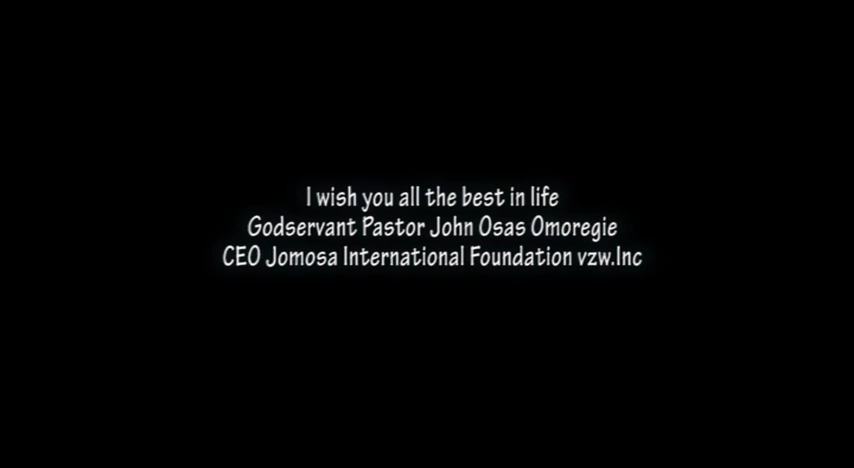 I wish you all the best in life
Godservant Pastor John Osas Omoregie
CEO Jomosa International Foundation vzw.Inc